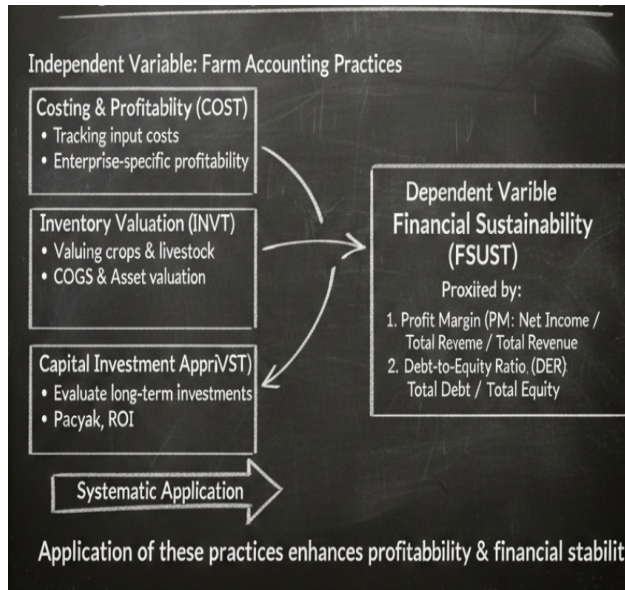 Independent Variable: Farm Accounting Practices
Costing & Profitability (COST)
• Tracking input costs
• Enterprise-specific profitability
Inventory Valuation (INVT)
• Valuing crops & livestock
• COGS & Asset valuation
Capital Investment AppriVST)
• Evaluate long-term investments
• Pacyak, ROI
Systematic Application
Dependent Varible
Financial Sustainability
(FSUST)
Proxited by:
1. Profit Margin (PM: Net Income /
Total Reveme / Total Revenue
2. Debt-to-Equity Ratio, (DER)
Total Debt / Total Equity
Application of these practices enhances profitabbility & financial stabilit